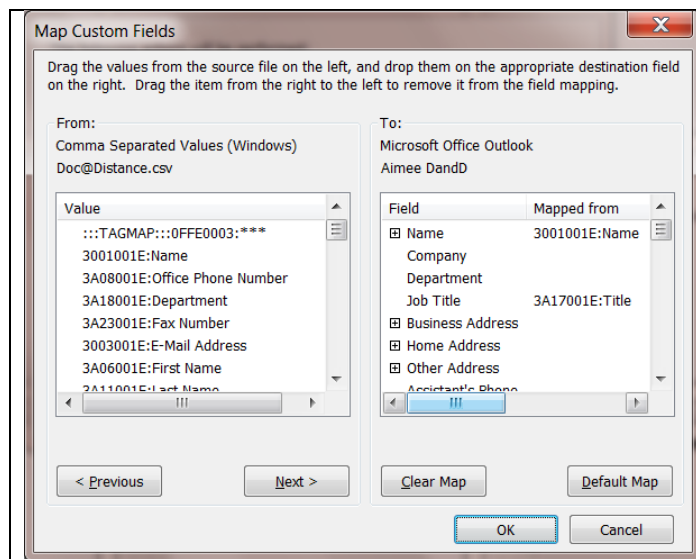 Map Custom Fields
Drag the values from the source file on the left, and drop them on the appropriate destination field
on the right. Drag the item from the right to the left to remove it from the field mapping.
From:
Comma Separated Values (Windows)
Doc@Distance.csv
Value
:::TAGMAP:::0FFE0003:***
3001001E:Name
3A08001E:Office Phone Number
3A18001E:Department
3A23001E:Fax Number
3003001E:E-Mail Address
3A06001E:First Name
3A11001E:Last Name
< Previous
Next >
To:
Microsoft Office Outlook
Aimee DandD
Field Mapped from
Name 3001001E:Name
Company
Department
Job Title 3A17001E:Title
Business Address
Home Address
Other Address
Assistant's Phone
Clear Map
Default Map
OK
Cancel